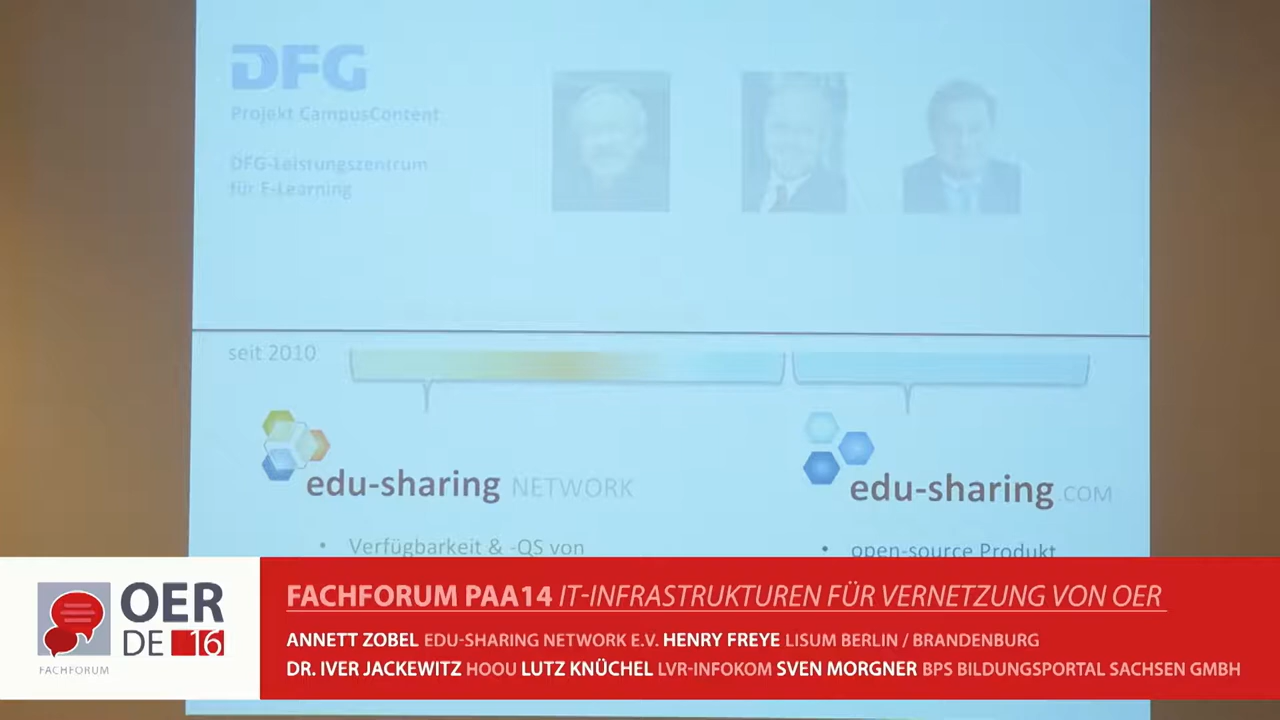 DFG
Projekt CampusContent
DFG-Leistungszentrum
für E-Learning
seit 2010
edu-sharing NETWORK
edu-sharing.COM
• Verfügbarkeit & -QS von
• open-source Produkt
OER
DE 16
FACHFORUM
FACHFORUM PAA14 IT-INFRASTRUKTUREN FÜR VERNETZUNG VON OER
ANNETT ZOBEL EDU-SHARING NETWORK E.V. HENRY FREYE LISUM BERLIN / BRANDENBURG
DR. IVER JACKEWITZ HOOU LUTZ KNÜCHEL LVR-INFOKOM SVEN MORGNER BPS BILDUNGSPORTAL SACHSEN GMBH